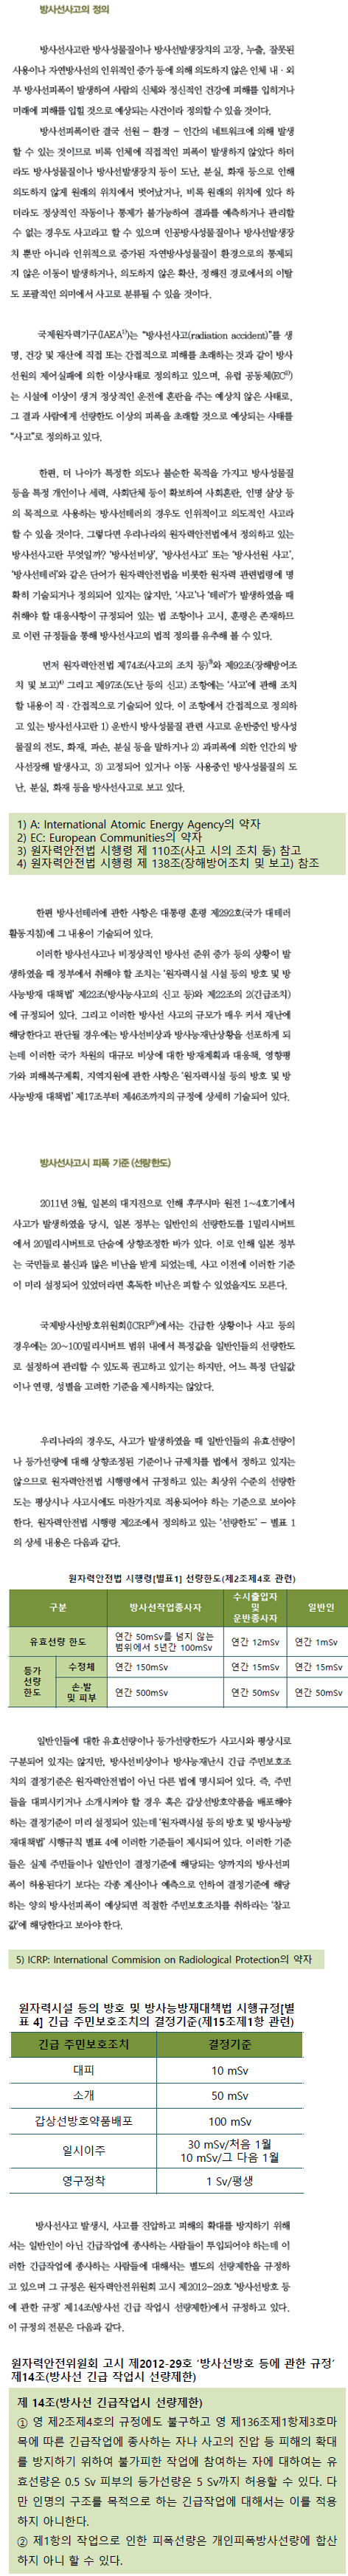 방사선사고의 정의
방사선사고란 방사성물질이나 방사선발생장치의 고장, 누출, 잘못된
사용이나 자연방사선의 인위적인 증가 등에 의해 의도하지 않은 인체 내·외
부 방사선피폭이 발생하여 사람의 신체와 정신적인 건강에 피해를 입히거나
미래에 피해를 입힐 것으로 예상되는 사건이라 정의할 수 있을 것이다.
방사선피폭이란 결국 선원 - 환경 - 인간의 네트워크에 의해 발생
할 수 있는 것이므로 비록 인체에 직접적인 피폭이 발생하지 않았다 하더
라도 방사성물질이나 방사선발생장치 등이 도난, 분실, 화재 등으로 인해
의도하지 않게 원래의 위치에서 벗어났거나, 비록 원래의 위치에 있다 하
더라도 정상적인 작동이나 통제가 불가능하여 결과를 예측하거나 관리할
수 없는 경우도 사고라고 할 수 있으며 인공방사성물질이나 방사선발생장
치 뿐만 아니라 인위적으로 증가된 자연방사성물질이 환경으로의 통제되
지 않은 이동이 발생하거나, 의도하지 않은 확산, 정해진 경로에서의 이탈
도 포괄적인 의미에서 사고로 분류될 수 있을 것이다.
국제원자력기구(IAEA1))는 “방사선사고(radiation accident)”를 생
명, 건강 및 재산에 직접 또는 간접적으로 피해를 초래하는 것과 같이 방사
선원의 제어실패에 의한 이상사태로 정의하고 있으며, 유럽 공동체(EC2))
는 시설에 이상이 생겨 정상적인 운전에 혼란을 주는 예상치 않은 사태로,
그 결과 사람에게 선량한도 이상의 피폭을 초래할 것으로 예상되는 사태를
“사고”로 정의하고 있다.
한편, 더 나아가 특정한 의도나 불순한 목적을 가지고 방사성물질
등을 특정 개인이나 세력, 사회단체 등이 확보하여 사회혼란, 인명 살상 등
의 목적으로 사용하는 방사선테러의 경우도 인위적이고 의도적인 사고라
할 수 있을 것이다. 그렇다면 우리나라의 원자력안전법에서 정의하고 있는
방사선사고란 무엇일까? ‘방사선비상’, ‘방사선사고’ 또는 ‘방사선원 사고’,
‘방사선테러’와 같은 단어가 원자력안전법을 비롯한 원자력 관련법령에 명
확히 기술되거나 정의되어 있지는 않지만, ‘사고’나 ‘테러’가 발생하였을 때
취해야 할 대응사항이 규정되어 있는 법 조항이나 고시, 훈령은 존재하므
로 이런 규정들을 통해 방사선사고의 법적 정의를 유추해 볼 수 있다.
먼저 원자력안전법 제74조(사고의 조치 등)3)와 제92조(장해방어조
치 및 보고)4) 그리고 제97조(도난 등의 신고) 조항에는 ‘사고’에 관해 조치
할 내용이 직·간접적으로 기술되어 있다. 이 조항에서 간접적으로 정의하
고 있는 방사선사고란 1) 운반시 방사성물질 관련 사고로 운반중인 방사성
물질의 전도, 화재, 파손, 분실 등을 말하거나 2) 과피폭에 의한 인간의 방
사선장해 발생사고, 3) 고정되어 있거나 이동 사용중인 방사성물질의 도
난, 분실, 화재 등을 방사선사고로 보고 있다.
1) A: International Atomic Energy Agency의 약자
2) EC: European Communities의 약자
3) 원자력안전법 시행령 제 110조(사고 시의 조치 등) 참고
4) 원자력안전법 시행령 제 138조(장해방어조치 및 보고) 참조
한편 방사선테러에 관한 사항은 대통령 훈령 제292호(국가 대테러
활동지침)에 그 내용이 기술되어 있다.
이러한 방사선사고나 비정상적인 방사선 준위 증가 등의 상황이 발
생하였을 때 정부에서 취해야 할 조치는 ‘원자력시설 시설 등의 방호 및 방
사능방재 대책법’ 제22조(방사능사고의 신고 등)와 제22조의 2(긴급조치)
에 규정되어 있다. 그리고 이러한 방사선 사고의 규모가 매우 커서 재난에
해당한다고 판단될 경우에는 방사선비상과 방사능재난상황을 선포하게 되
는데 이러한 국가 차원의 대규모 비상에 대한 방재계획과 대응책, 영향평
가와 피해복구계획, 지역지원에 관한 사항은 ‘원자력시설 등의 방호 및 방
사능방재 대책법’ 제17조부터 제46조까지의 규정에 상세히 기술되어 있다.
방사선사고시 피폭 기준 (선량한도)
2011년 3월, 일본의 대지진으로 인해 후쿠시마 원전 1~4호기에서
사고가 발생하였을 당시, 일본 정부는 일반인의 선량한도를 1밀리시버트
에서 20밀리시버트로 단숨에 상향조정한 바가 있다. 이로 인해 일본 정부
는 국민들로 불신과 많은 비난을 받게 되었는데, 사고 이전에 이러한 기준
이 미리 설정되어 있었더라면 혹독한 비난은 피할 수 있었을지도 모른다.
국제방사선방호위원회(ICRP5))에서는 긴급한 상황이나 사고 등의
경우에는 20~100밀리시버트 범위 내에서 특정값을 일반인들의 선량한도
로 설정하여 관리할 수 있도록 권고하고 있기는 하지만, 어느 특정 단일값
이나 연령, 성별을 고려한 기준을 제시하지는 않았다.
우리나라의 경우도, 사고가 발생하였을 때 일반인들의 유효선량이
나 등가선량에 대해 상향조정된 기준이나 규제치를 법에서 정하고 있지는
않으므로 원자력안전법 시행령에서 규정하고 있는 최상위 수준의 선량한
도는 평상시나 사고시에도 마찬가지로 적용되어야 하는 기준으로 보아야
한다. 원자력안전법 시행령 제2조에서 정의하고 있는 ‘선량한도’ - 별표 1
의 상세 내용은 다음과 같다.
원자력안전법 시행령[별표1] 선량한도(제2조제4호 관련)
구분 방사선작업종사자 수시출입자 및 운반종사자 일반인
유효선량 한도 연간 50mSv를 넘지 않는 범위에서 5년간 100mSv 연간 12mSv 연간 1mSv
등가 선량 한도 수정체 연간 150mSv 연간 15mSv 연간 15mSv
손·발 및 피부 연간 500mSv 연간 50mSv 연간 50mSv
일반인들에 대한 유효선량이나 등가선량한도가 사고시와 평상시로
구분되어 있지는 않지만, 방사선비상이나 방사능재난시 긴급 주민보호조
치의 결정기준은 원자력안전법이 아닌 다른 법에 명시되어 있다. 즉, 주민
들을 대피시키거나 소개시켜야 할 경우 혹은 갑상선방호약품을 배포해야
하는 결정기준이 미리 설정되어 있는데 ‘원자력시설 등의 방호 및 방사능방
재대책법’ 시행규칙 별표 4에 이러한 기준들이 제시되어 있다. 이러한 기준
들은 실제 주민들이나 일반인이 결정기준에 해당되는 양까지의 방사선피
폭이 허용된다기 보다는 각종 계산이나 예측으로 인하여 결정기준에 해당
하는 양의 방사선피폭이 예상되면 적절한 주민보호조치를 취하라는 ‘참고
값’에 해당한다고 보아야 한다.
5) ICRP: International Commision on Radiological Protection의 약자
원자력시설 등의 방호 및 방사능방재대책법 시행규정[별
표 4] 긴급 주민보호조치의 결정기준(제15조제1항 관련)
긴급 주민보호조치 결정기준
대피 10 mSv
소개 50 mSv
갑상선방호약품배포 100 mSv
일시이주 30 mSv/처음 1월 10 mSv/그 다음 1월
영구정착 1 Sv/평생
방사선사고 발생시, 사고를 진압하고 피해의 확대를 방지하기 위해
서는 일반인이 아닌 긴급작업에 종사하는 사람들이 투입되어야 하는데 이
러한 긴급작업에 종사하는 사람들에 대해서는 별도의 선량제한을 규정하
고 있으며 그 규정은 원자력안전위원회 고시 제2012-29호 ‘방사선방호 등
에 관한 규정’ 제14조(방사선 긴급 작업시 선량제한)에서 규정하고 있다.
이 규정의 전문은 다음과 같다.
원자력안전위원회 고시 제2012-29호 ‘방사선방호 등에 관한 규정’
제14조(방사선 긴급 작업시 선량제한)
제 14조(방사선 긴급작업시 선량제한)
① 영 제2조제4호의 규정에도 불구하고 영 제136조제1항제3호마
목에 따른 긴급작업에 종사하는 자나 사고의 진압 등 피해의 확대
를 방지하기 위하여 불가피한 작업에 참여하는 자에 대하여는 유
효선량은 0.5 Sv 피부의 등가선량은 5 Sv까지 허용할 수 있다. 다
만 인명의 구조를 목적으로 하는 긴급작업에 대해서는 이를 적용
하지 아니한다.
② 제1항의 작업으로 인한 피폭선량은 개인피폭방사선량에 합산
하지 아니 할 수 있다.